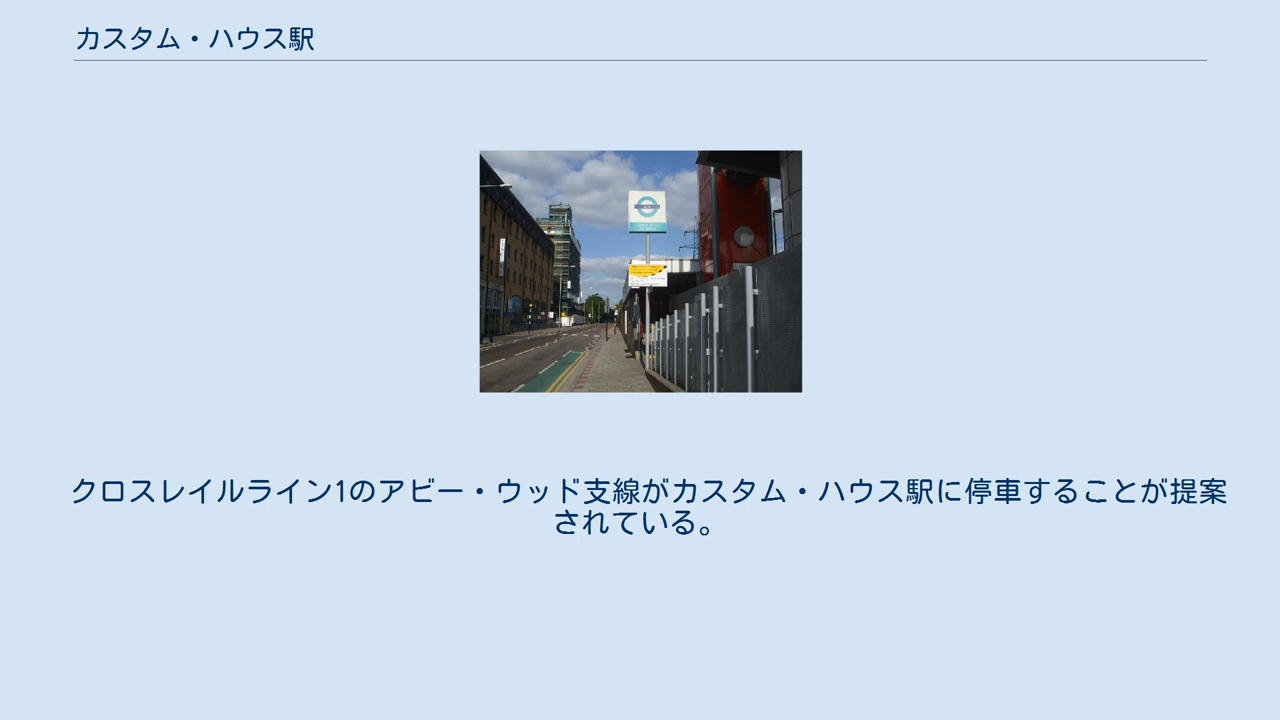 カスタム・ハウス駅
クロスレイルライン1のアビー・ウッド支線がカスタム・ハウス駅に停車することが提案
されている。